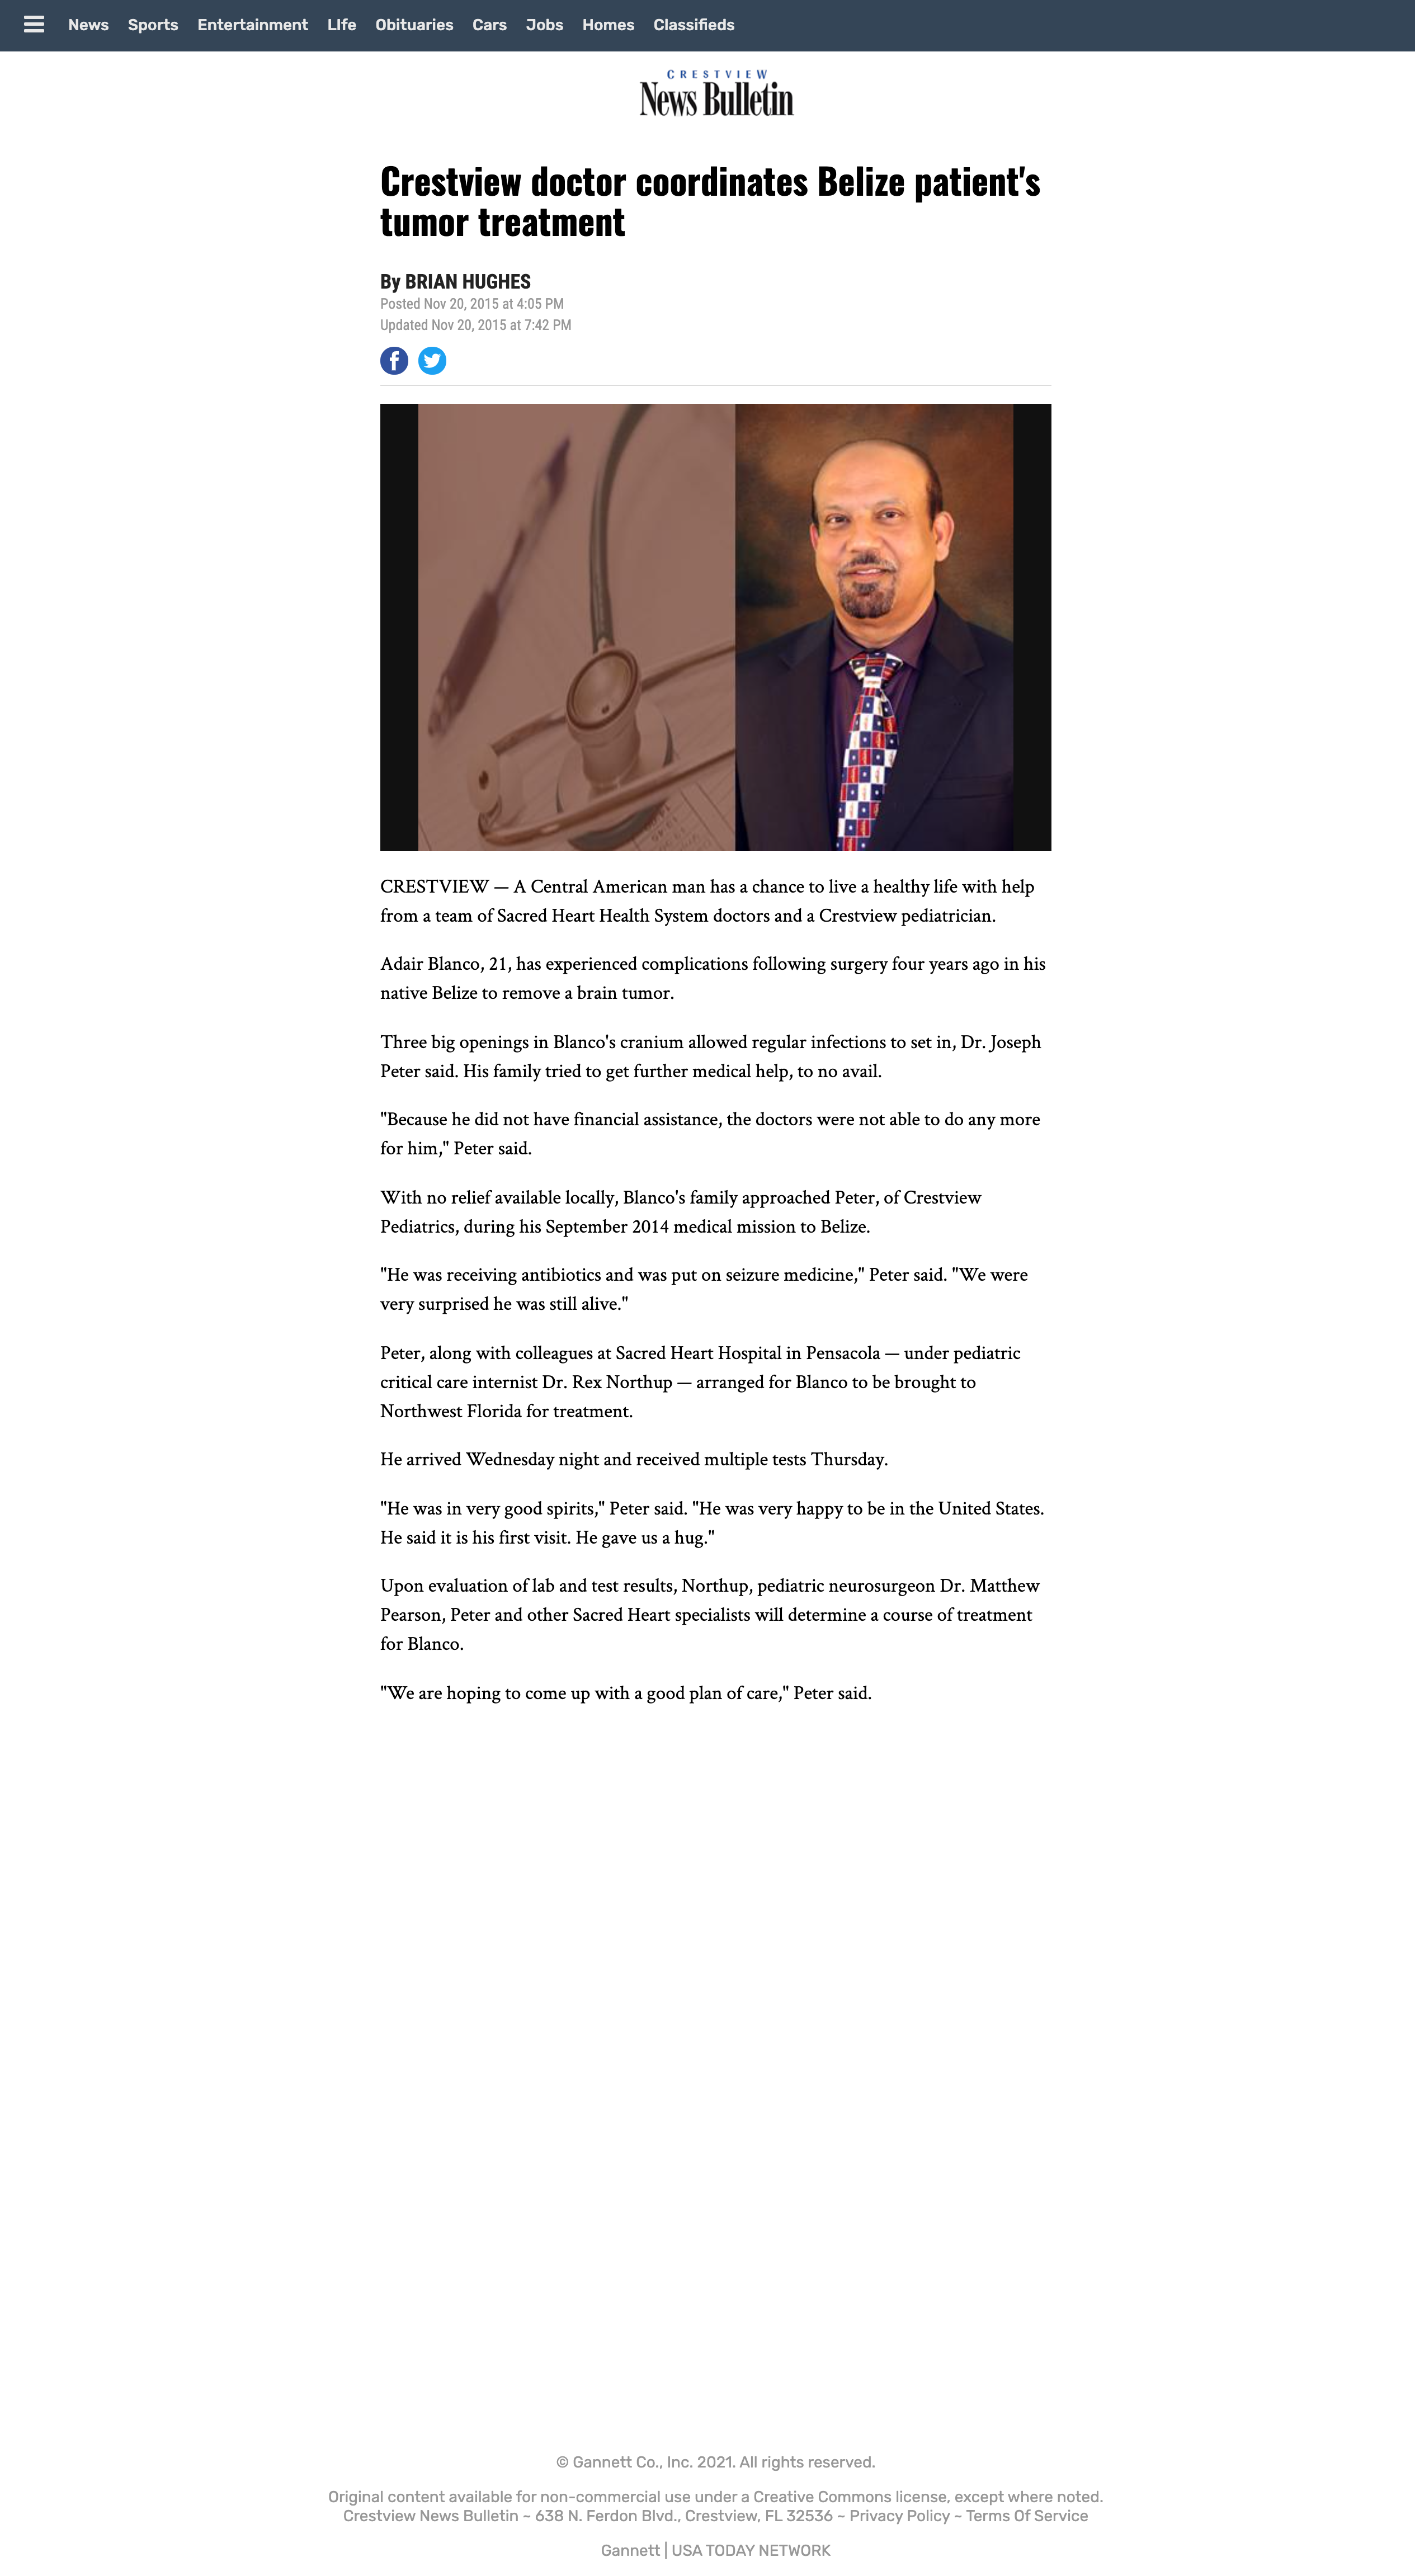 News Sports Entertainment LIfe Obituaries Cars Jobs Homes Classifieds
CRESTVIEW
News Bulletin
Crestview doctor coordinates Belize patient's
tumor treatment
By BRIAN HUGHES
Posted Nov 20, 2015 at 4:05 PM
Updated Nov 20, 2015 at 7:42 PM
CRESTVIEW — A Central American man has a chance to live a healthy life with help
from a team of Sacred Heart Health System doctors and a Crestview pediatrician.
Adair Blanco, 21, has experienced complications following surgery four years ago in his
native Belize to remove a brain tumor.
Three big openings in Blanco's cranium allowed regular infections to set in, Dr. Joseph
Peter said. His family tried to get further medical help, to no avail.
"Because he did not have financial assistance, the doctors were not able to do any more
for him," Peter said.
With no relief available locally, Blanco's family approached Peter, of Crestview
Pediatrics, during his September 2014 medical mission to Belize.
"He was receiving antibiotics and was put on seizure medicine," Peter said. "We were
very surprised he was still alive."
Peter, along with colleagues at Sacred Heart Hospital in Pensacola — under pediatric
critical care internist Dr. Rex Northup — arranged for Blanco to be brought to
Northwest Florida for treatment.
He arrived Wednesday night and received multiple tests Thursday.
"He was in very good spirits," Peter said. "He was very happy to be in the United States.
He said it is his first visit. He gave us a hug."
Upon evaluation of lab and test results, Northup, pediatric neurosurgeon Dr. Matthew
Pearson, Peter and other Sacred Heart specialists will determine a course of treatment
for Blanco.
"We are hoping to come up with a good plan of care," Peter said.
© Gannett Co., Inc. 2021. All rights reserved.
Original content available for non-commercial use under a Creative Commons license, except where noted.
Crestview News Bulletin ~ 638 N. Ferdon Blvd., Crestview, FL 32536 ~ Privacy Policy ~ Terms Of Service
Gannett | USA TODAY NETWORK